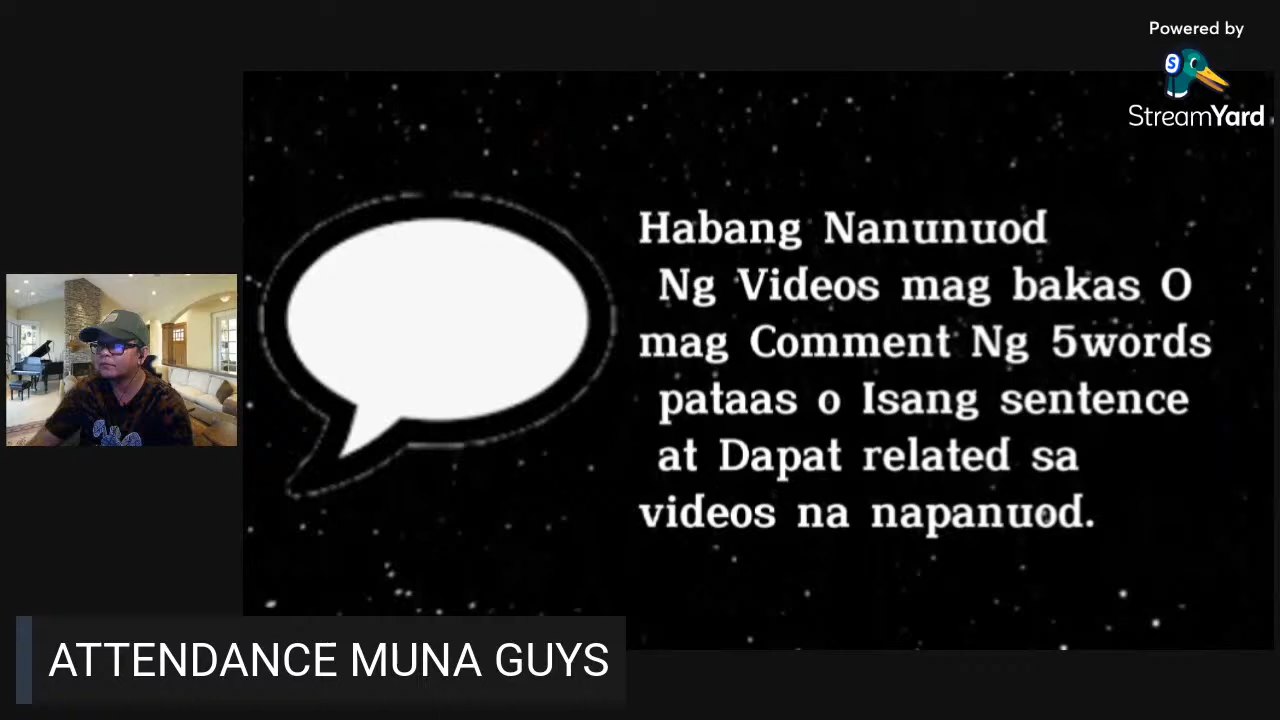 Powered by
StreamYard
Habang Nanunuod
Ng Videos mag bakas O
mag Comment Ng 5words
pataas o Isang sentence
at Dapat related sa
videos na napanuod.
ATTENDANCE MUNA GUYS